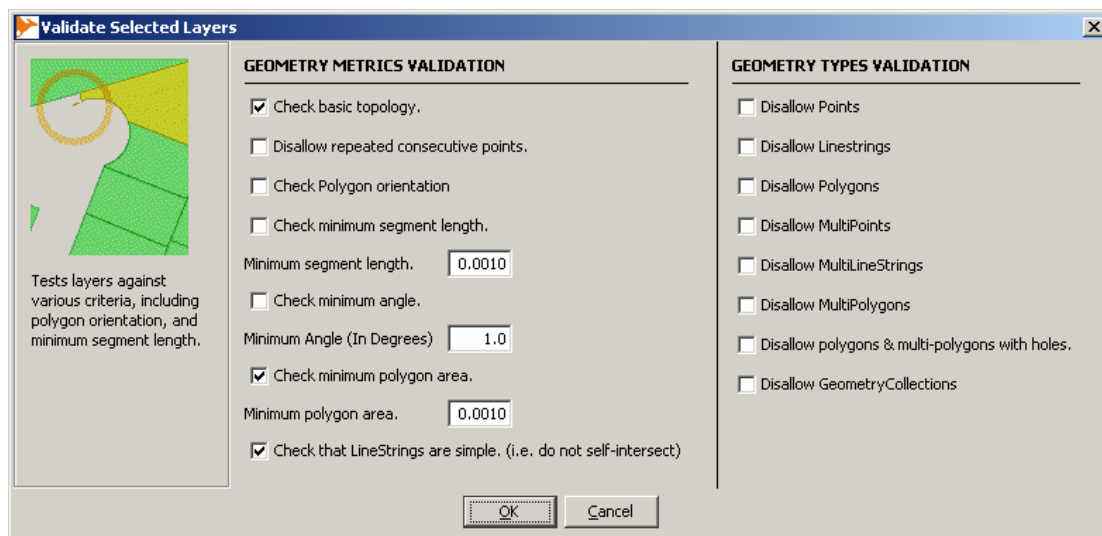 Validate Selected Layers
Tests layers against
various criteria, including
polygon orientation, and
minimum segment length.
GEOMETRY METRICS VALIDATION
Check basic topology.
Disallow repeated consecutive points.
Check Polygon orientation
Check minimum segment length.
Minimum segment length. 0.0010
Check minimum angle.
Minimum Angle (In Degrees) 1.0
Check minimum polygon area.
Minimum polygon area. 0.0010
Check that LineStrings are simple. (i.e. do not self-intersect)
GEOMETRY TYPES VALIDATION
Disallow Points
Disallow Linestrings
Disallow Polygons
Disallow MultiPoints
Disallow MultiLineStrings
Disallow MultiPolygons
Disallow polygons & multi-polygons with holes.
Disallow GeometryCollections
OK Cancel